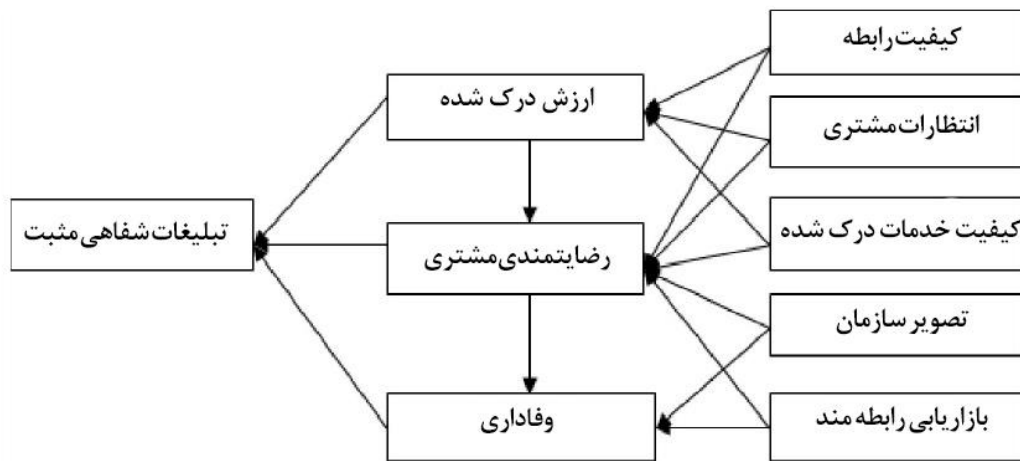 کیفیت رابطه
انتظارات مشتری
کیفیت خدمات درک شده
تصویر سازمان
بازاریابی رابطه مند
ارزش درک شده
رضایتمندی مشتری
وفاداری
تبلیغات شفاهی مثبت